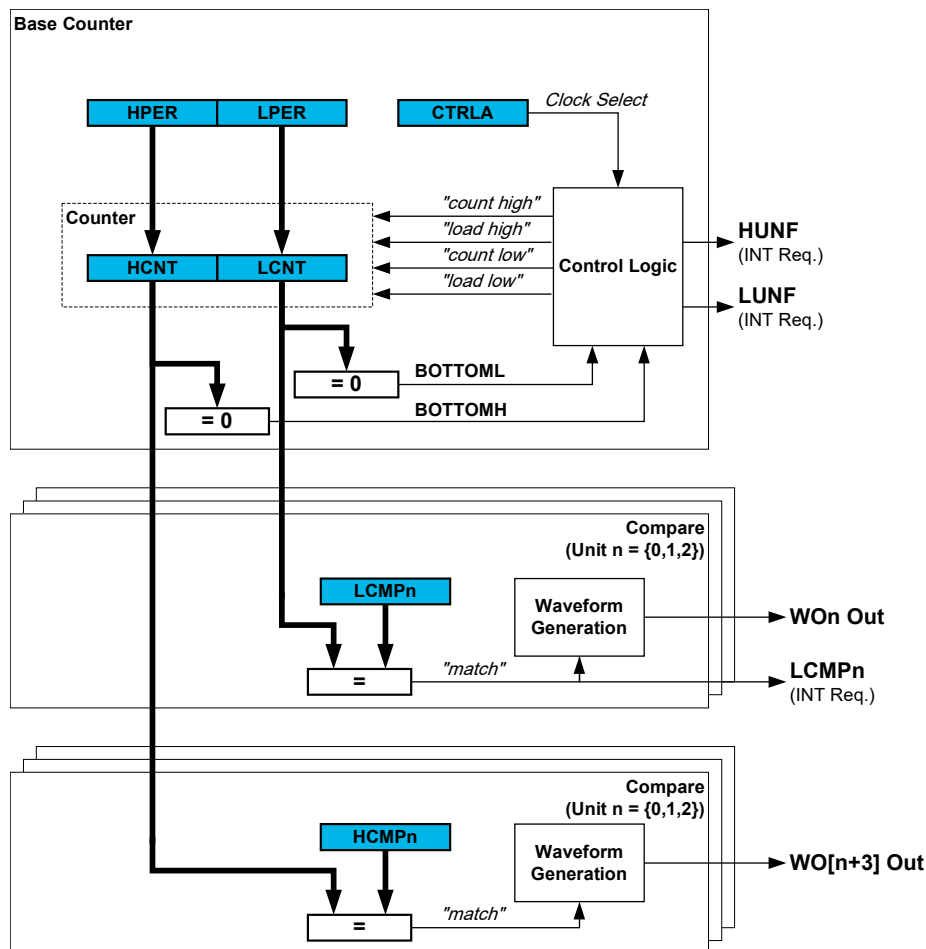 Base Counter
HPER
LPER
CTRLA
Clock Select
Counter
"count high"
"load high"
"count low"
"load low"
HCNT
LCNT
Control Logic
HUNF
(INT Req.)
LUNF
(INT Req.)
= 0
BOTTOML
= 0
BOTTOMH
Compare
(Unit n = {0,1,2})
LCMPn
Waveform
Generation
WOn Out
=
"match"
LCMPn
(INT Req.)
Compare
(Unit n = {0,1,2})
HCMPn
Waveform
Generation
WO[n+3] Out
=
"match"